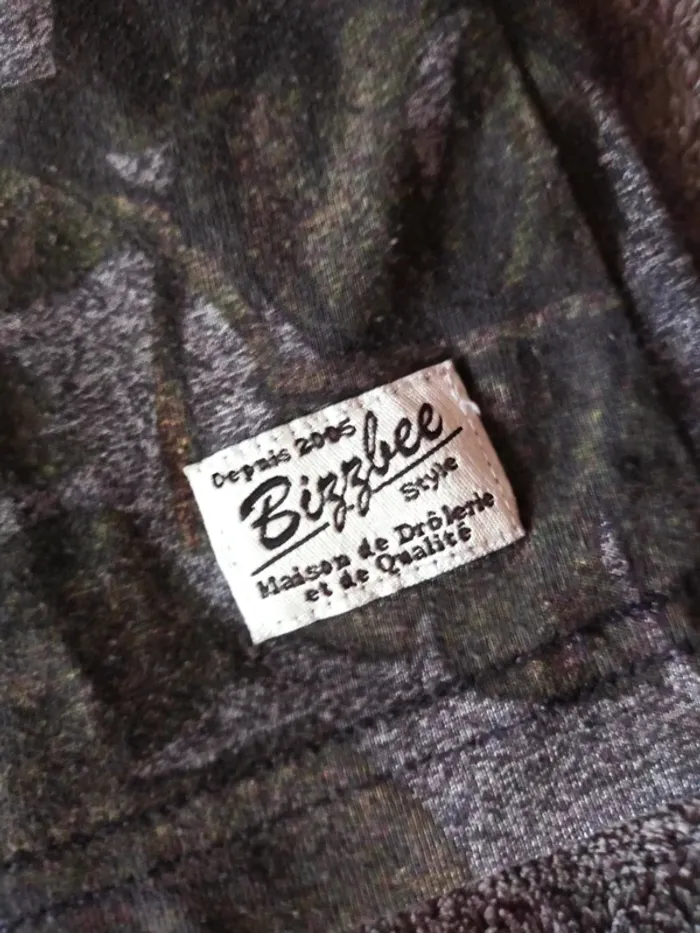 Depuis 2005
Bizzbee
Style
Maison de Drôlerie
et de Qualité